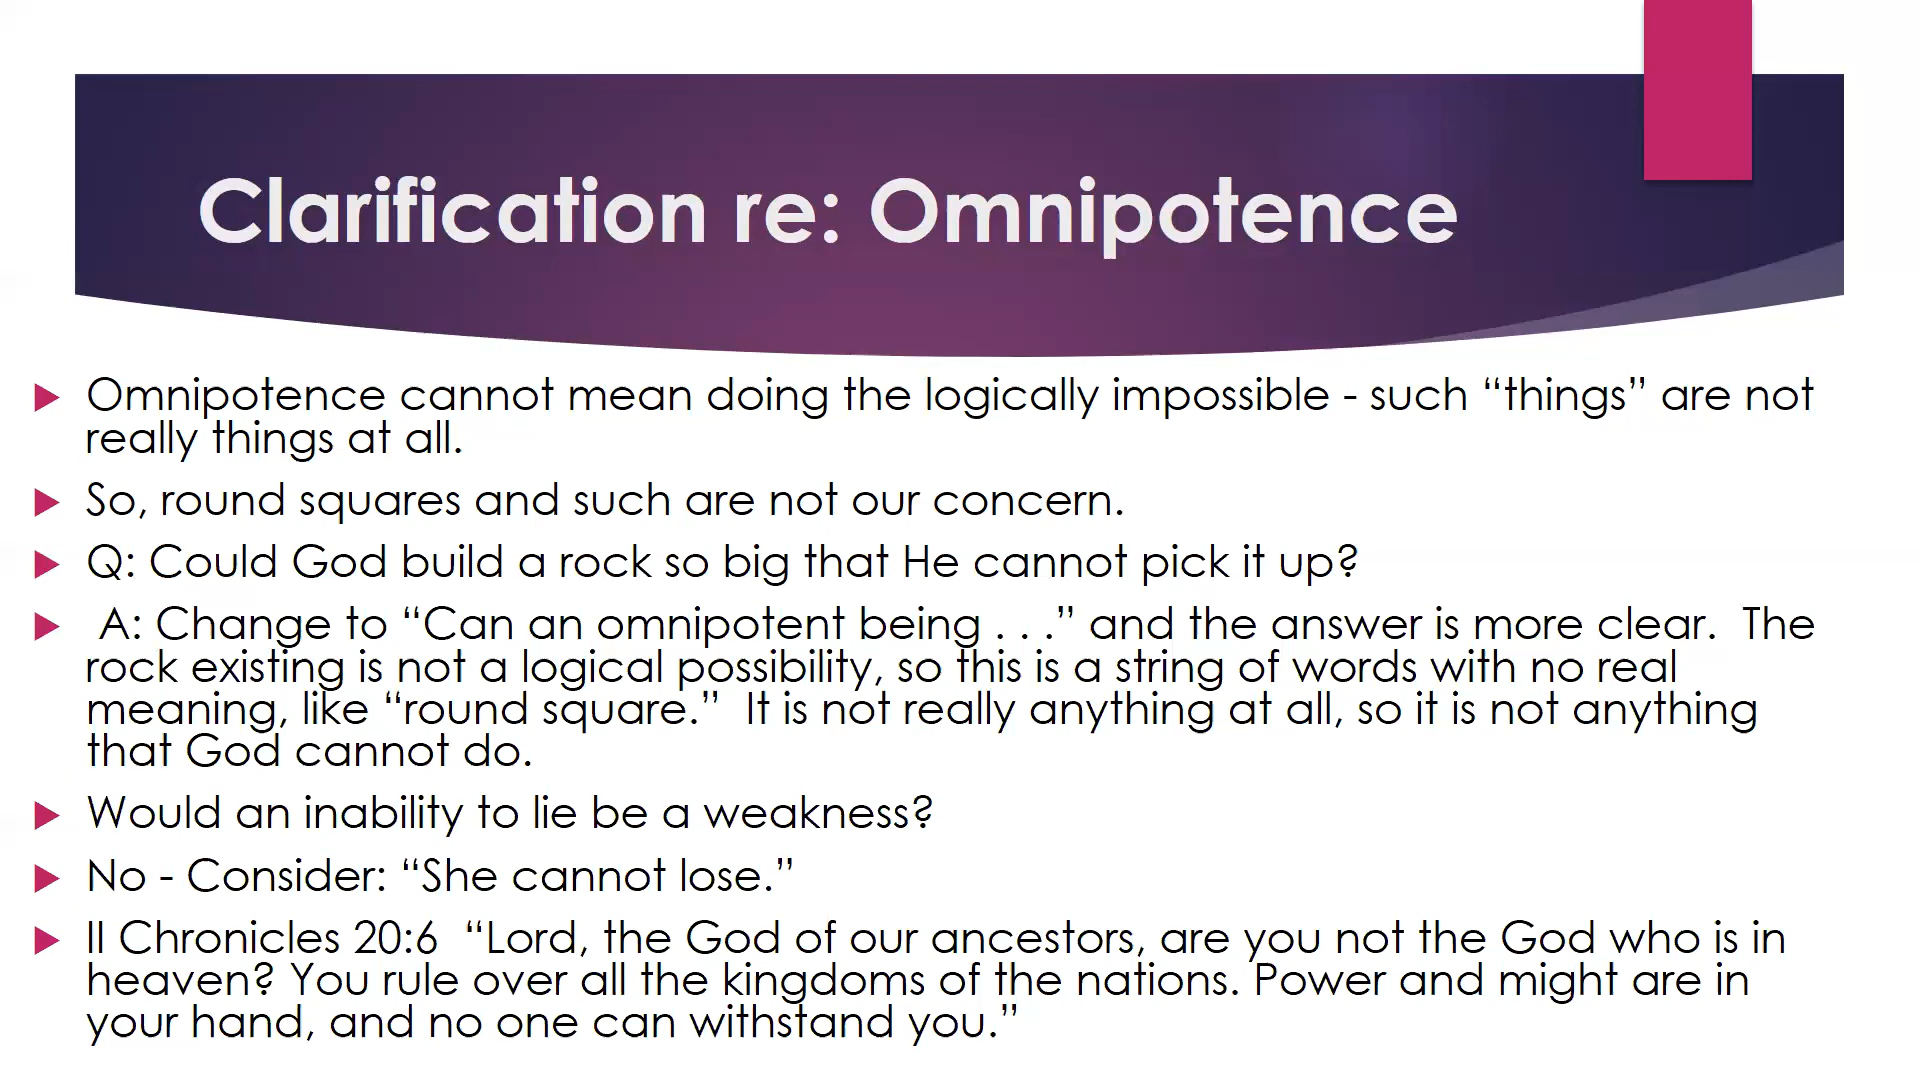 Clarification re: Omnipotence
Omnipotence cannot mean doing the logically impossible - such “things” are not
really things at all.
So, round squares and such are not our concern.
Q: Could God build a rock so big that He cannot pick it up?
A: Change to “Can an omnipotent being . . .” and the answer is more clear.  The
rock existing is not a logical possibility, so this is a string of words with no real
meaning, like “round square.”  It is not really anything at all, so it is not anything
that God cannot do.
Would an inability to lie be a weakness?
No - Consider: “She cannot lose.”
II Chronicles 20:6  “Lord, the God of our ancestors, are you not the God who is in
heaven? You rule over all the kingdoms of the nations. Power and might are in
your hand, and no one can withstand you.”